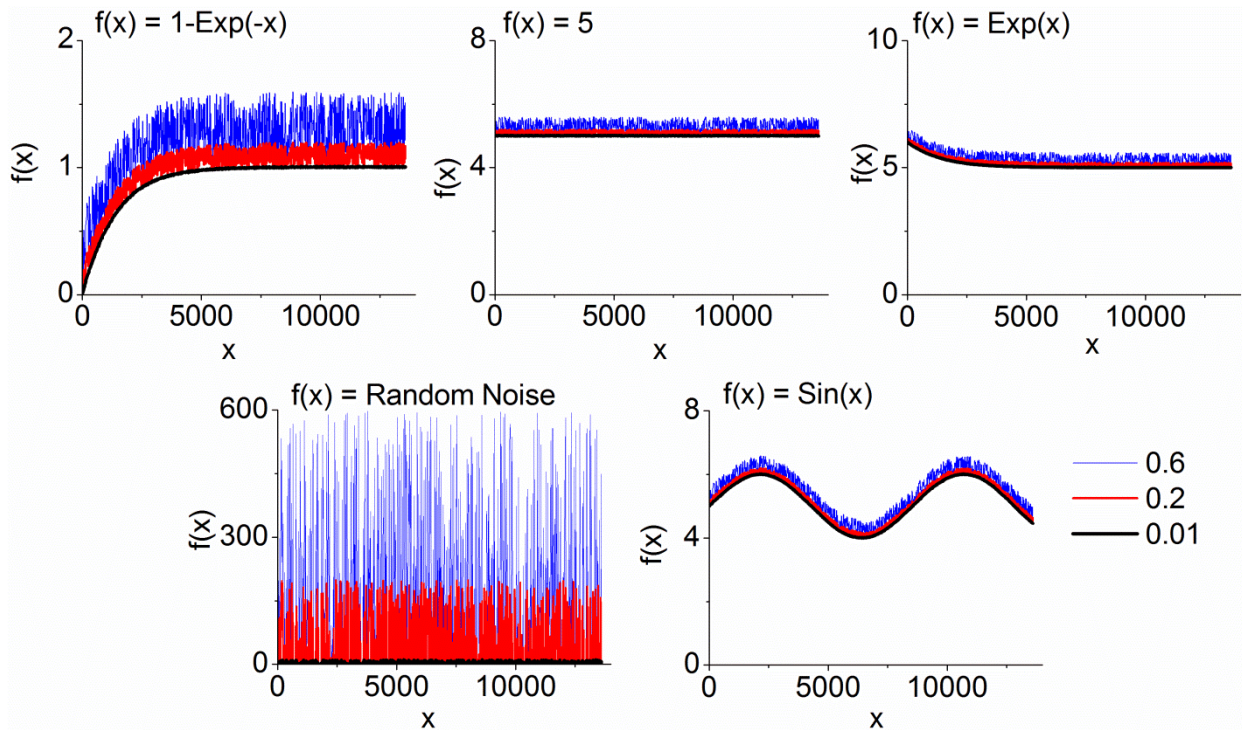 f(x) = 1-Exp(-x)
2
1
0
f(x)
0 5000 10000
x
f(x) = 5
8
4
0
f(x)
0 5000 10000
x
f(x) = Exp(x)
10
5
0
f(x)
0 5000 10000
x
f(x) = Random Noise
600
300
0
f(x)
0 5000 10000
x
f(x) = Sin(x)
8
4
0
f(x)
0 5000 10000
x
0.6
0.2
0.01